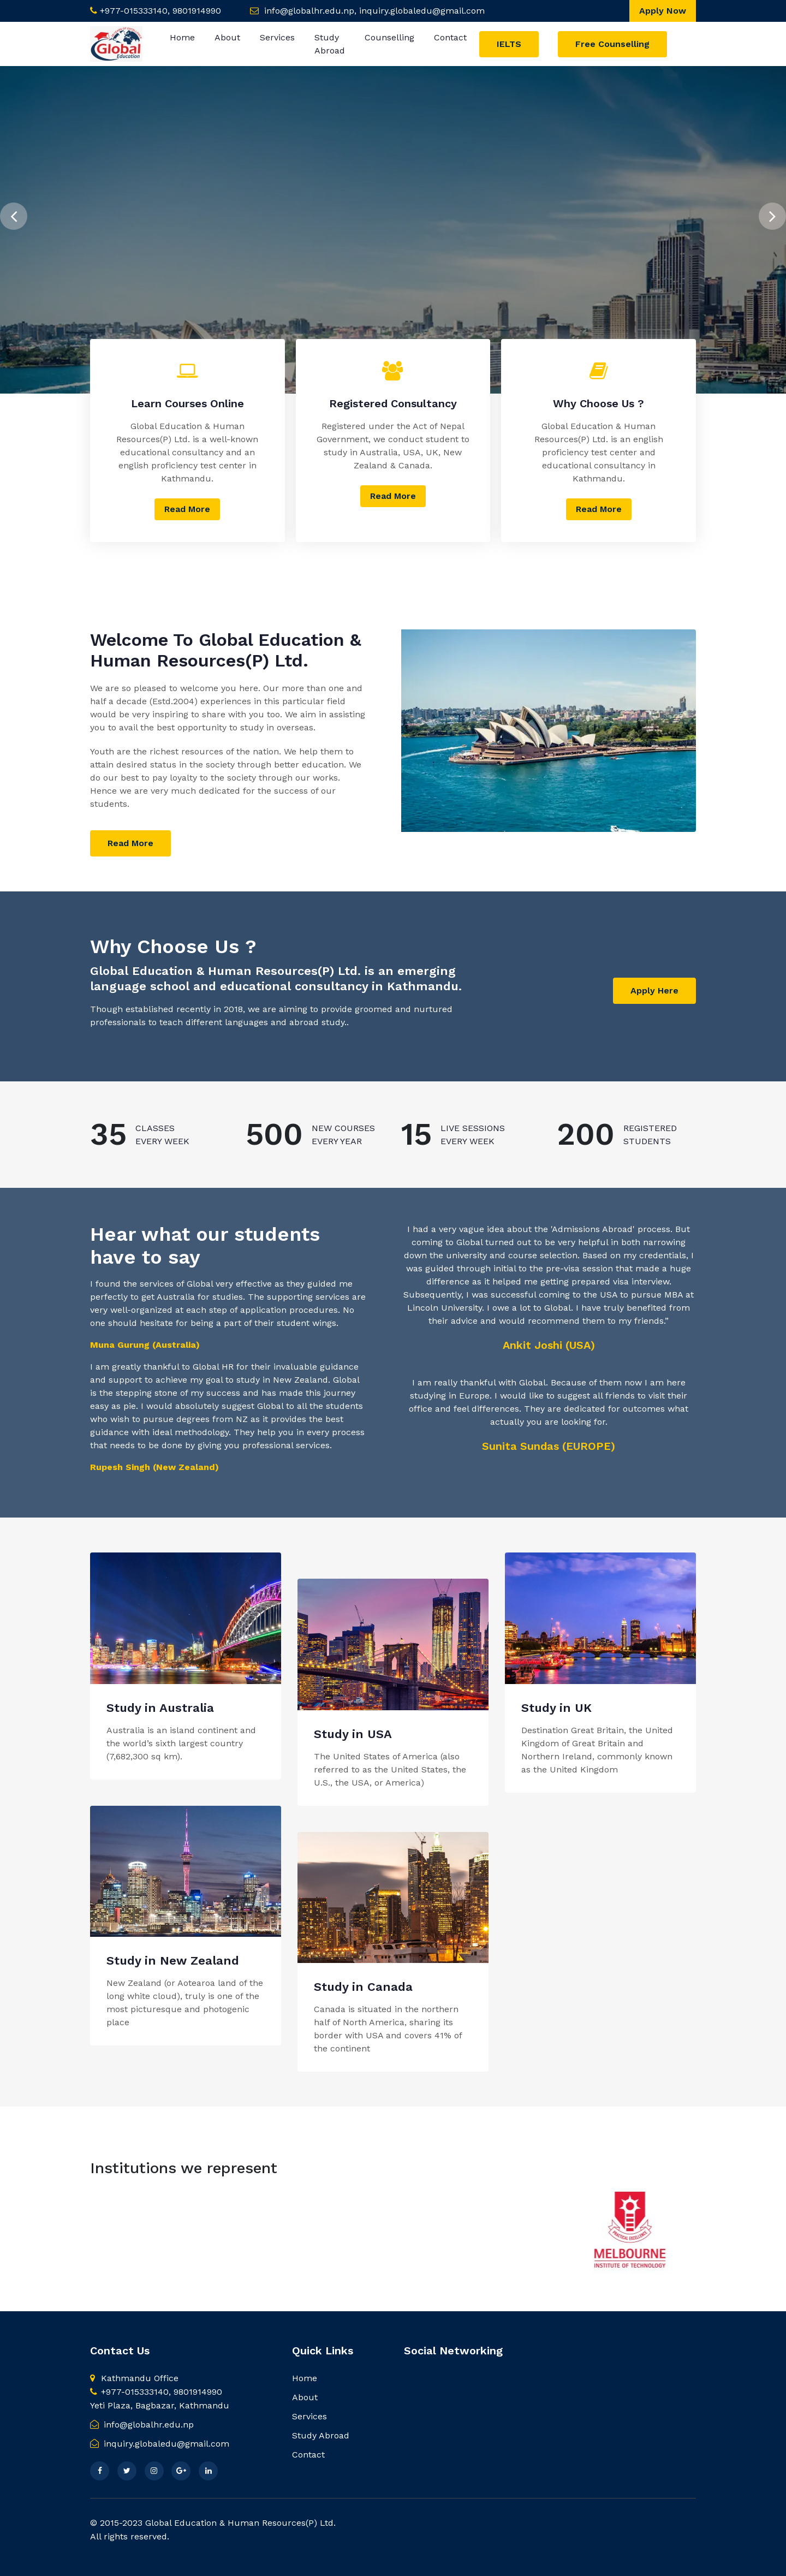 +977-015333140, 9801914990
info@globalhr.edu.np, inquiry.globaledu@gmail.com
Apply Now
Global
Education
Home
About
Services
Study
Abroad
Counselling
Contact
IELTS
Free Counselling
Learn Courses Online
Global Education & Human
Resources(P) Ltd. is a well-known
educational consultancy and an
english proficiency test center in
Kathmandu.
Read More
Registered Consultancy
Registered under the Act of Nepal
Government, we conduct student to
study in Australia, USA, UK, New
Zealand & Canada.
Read More
Why Choose Us ?
Global Education & Human
Resources(P) Ltd. is an english
proficiency test center and
educational consultancy in
Kathmandu.
Read More
Welcome To Global Education &
Human Resources(P) Ltd.
We are so pleased to welcome you here. Our more than one and
half a decade (Estd.2004) experiences in this particular field
would be very inspiring to share with you too. We aim in assisting
you to avail the best opportunity to study in overseas.
Youth are the richest resources of the nation. We help them to
attain desired status in the society through better education. We
do our best to pay loyalty to the society through our works.
Hence we are very much dedicated for the success of our
students.
Read More
Why Choose Us ?
Global Education & Human Resources(P) Ltd. is an emerging
language school and educational consultancy in Kathmandu.
Though established recently in 2018, we are aiming to provide groomed and nurtured
professionals to teach different languages and abroad study..
Apply Here
35
CLASSES
EVERY WEEK
500
NEW COURSES
EVERY YEAR
15
LIVE SESSIONS
EVERY WEEK
200
REGISTERED
STUDENTS
Hear what our students
have to say
I found the services of Global very effective as they guided me
perfectly to get Australia for studies. The supporting services are
very well-organized at each step of application procedures. No
one should hesitate for being a part of their student wings.
Muna Gurung (Australia)
I am greatly thankful to Global HR for their invaluable guidance
and support to achieve my goal to study in New Zealand. Global
is the stepping stone of my success and has made this journey
easy as pie. I would absolutely suggest Global to all the students
who wish to pursue degrees from NZ as it provides the best
guidance with ideal methodology. They help you in every process
that needs to be done by giving you professional services.
Rupesh Singh (New Zealand)
I had a very vague idea about the 'Admissions Abroad' process. But
coming to Global turned out to be very helpful in both narrowing
down the university and course selection. Based on my credentials, I
was guided through initial to the pre-visa session that made a huge
difference as it helped me getting prepared visa interview.
Subsequently, I was successful coming to the USA to pursue MBA at
Lincoln University. I owe a lot to Global. I have truly benefited from
their advice and would recommend them to my friends.”
Ankit Joshi (USA)
I am really thankful with Global. Because of them now I am here
studying in Europe. I would like to suggest all friends to visit their
office and feel differences. They are dedicated for outcomes what
actually you are looking for.
Sunita Sundas (EUROPE)
Study in Australia
Australia is an island continent and
the world’s sixth largest country
(7,682,300 sq km).
Study in USA
The United States of America (also
referred to as the United States, the
U.S., the USA, or America)
Study in UK
Destination Great Britain, the United
Kingdom of Great Britain and
Northern Ireland, commonly known
as the United Kingdom
Study in New Zealand
New Zealand (or Aotearoa land of the
long white cloud), truly is one of the
most picturesque and photogenic
place
Study in Canada
Canada is situated in the northern
half of North America, sharing its
border with USA and covers 41% of
the continent
Institutions we represent
MELBOURNE
INSTITUTE OF TECHNOLOGY
Contact Us
Kathmandu Office
+977-015333140, 9801914990
Yeti Plaza, Bagbazar, Kathmandu
info@globalhr.edu.np
inquiry.globaledu@gmail.com
Quick Links
Home
About
Services
Study Abroad
Contact
Social Networking
© 2015-2023 Global Education & Human Resources(P) Ltd.
All rights reserved.